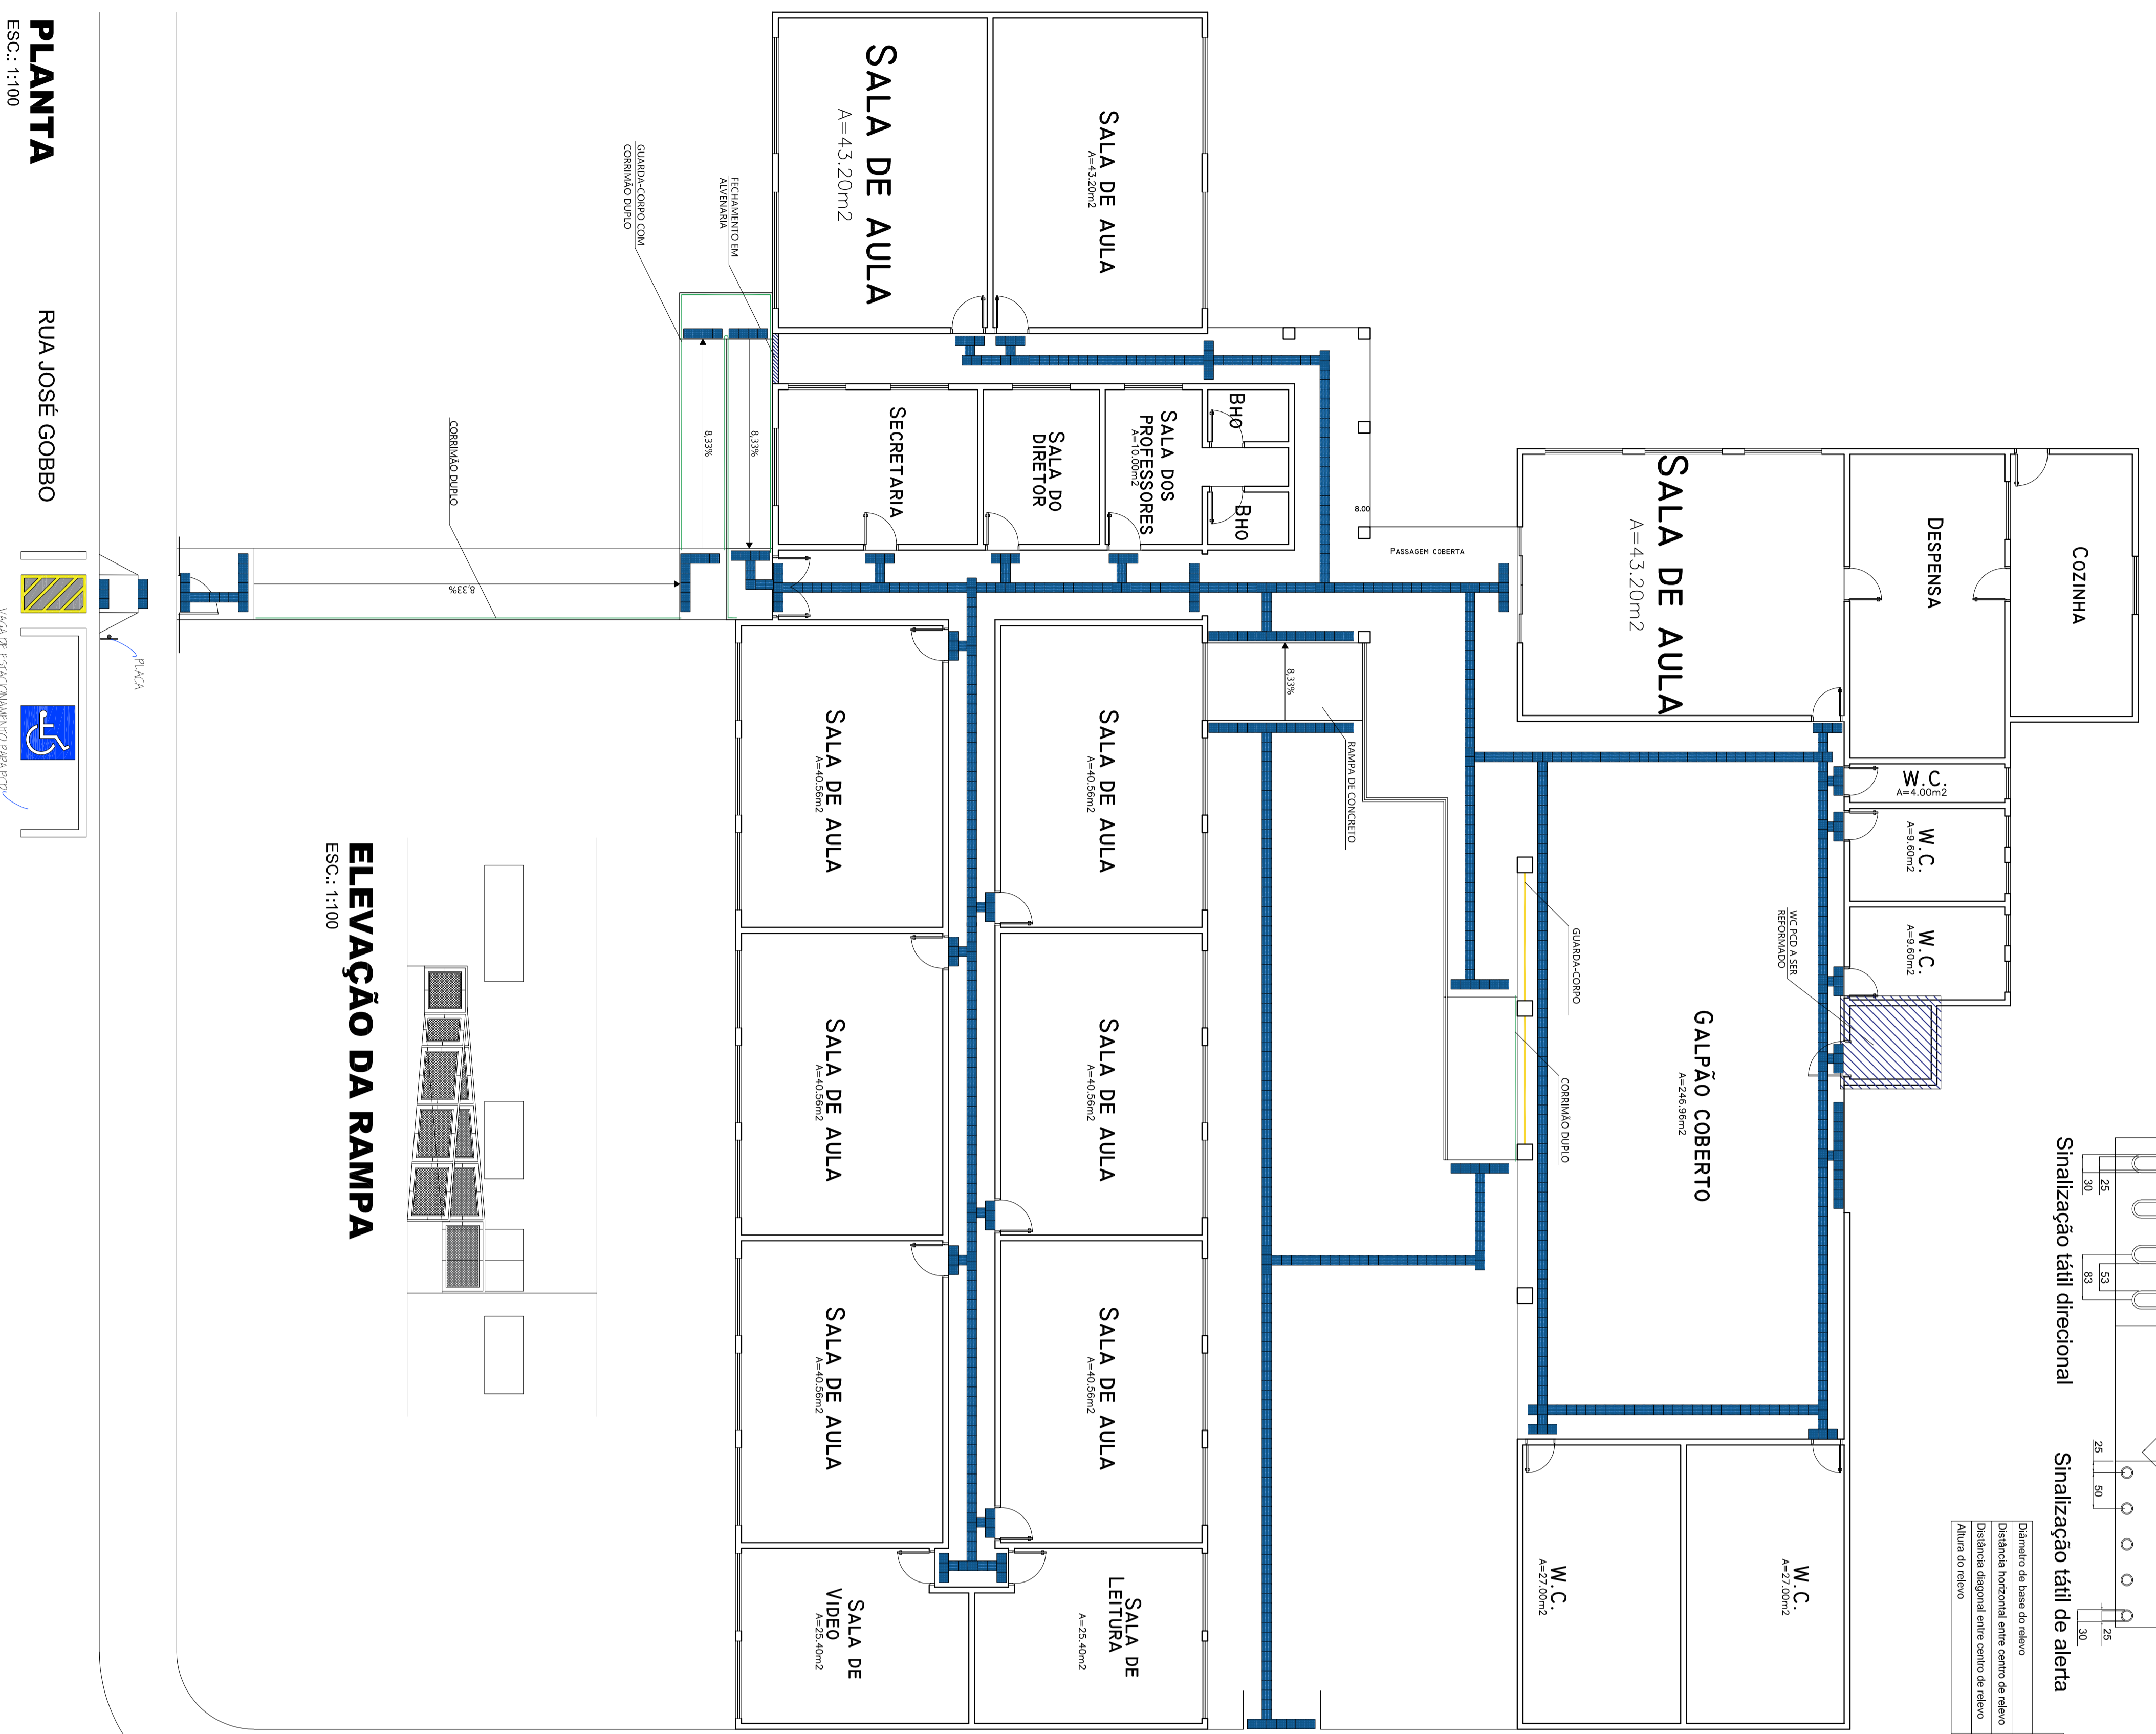 PLANTA
ESC.: 1:100
RUA JOSÉ GOBBO
PLACA
VAGA DE ESTACIONAMENTO PARA PCD
ELEVAÇÃO DA RAMPA
ESC.: 1:100
SALA DE AULA
A=43.20m2
SALA DE AULA
A=43.20m2
GUARDA-CORPO COM
CORRIMÃO DUPLO
FECHAMENTO EM
ALVENARIA
8.33%
8.33%
CORRIMÃO DUPLO
8.33%
SECRETARIA
SALA DO
DIRETOR
SALA DOS
PROFESSORES
A=10.00m2
BHO
BHO
8.00
PASSAGEM COBERTA
SALA DE AULA
A=43.20m2
DESPENSA
COZINHA
W.C.
A=4.00m2
W.C.
A=9.60m2
W.C.
A=9.60m2
WC PCD A SER
REFORMADO
8.33%
RAMPA DE CONCRETO
GUARDA-CORPO
CORRIMÃO DUPLO
GALPÃO COBERTO
A=246.96m2
SALA DE AULA
A=40.56m2
SALA DE AULA
A=40.56m2
SALA DE AULA
A=40.56m2
SALA DE AULA
A=40.56m2
SALA DE AULA
A=40.56m2
SALA DE AULA
A=40.56m2
SALA DE
LEITURA
A=25.40m2
SALA DE
VIDEO
A=25.40m2
W.C.
A=27.00m2
W.C.
A=27.00m2
25
30
53
83
Sinalização tátil direcional
25
50
25
30
Sinalização tátil de alerta
Diâmetro de base do relevo
Distância horizontal entre centro de relevo
Distância diagonal entre centro de relevo
Altura do relevo